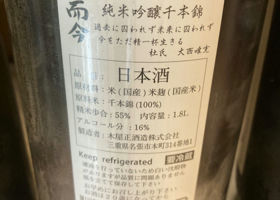 而今 純米吟醸千本錦
過去に囚われず未来に囚われず
今をただ精一杯生きる
杜氏 大西唯克
品名: 日本酒
原材料:米(国産米)米麹(国産米)
原料米:千本錦(100%)
精米歩合:55% 内容量:1.8L
アルコール分:16%
製造者:木屋正酒造株式会社
三重県名張市本町314番地1
Keep refrigerated 要冷蔵